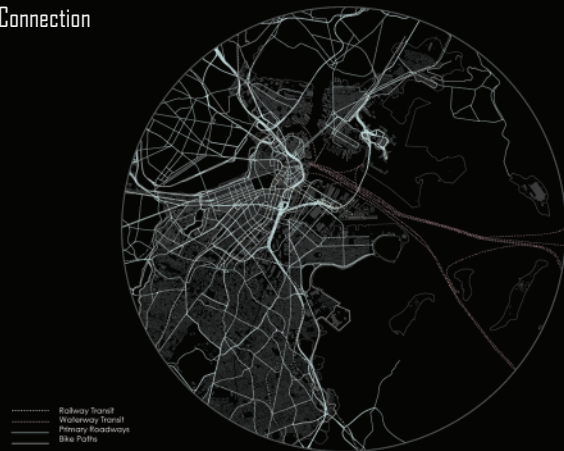 Connection
Railway Transit
Waterway Transit
Primary Roadways
Bike Paths